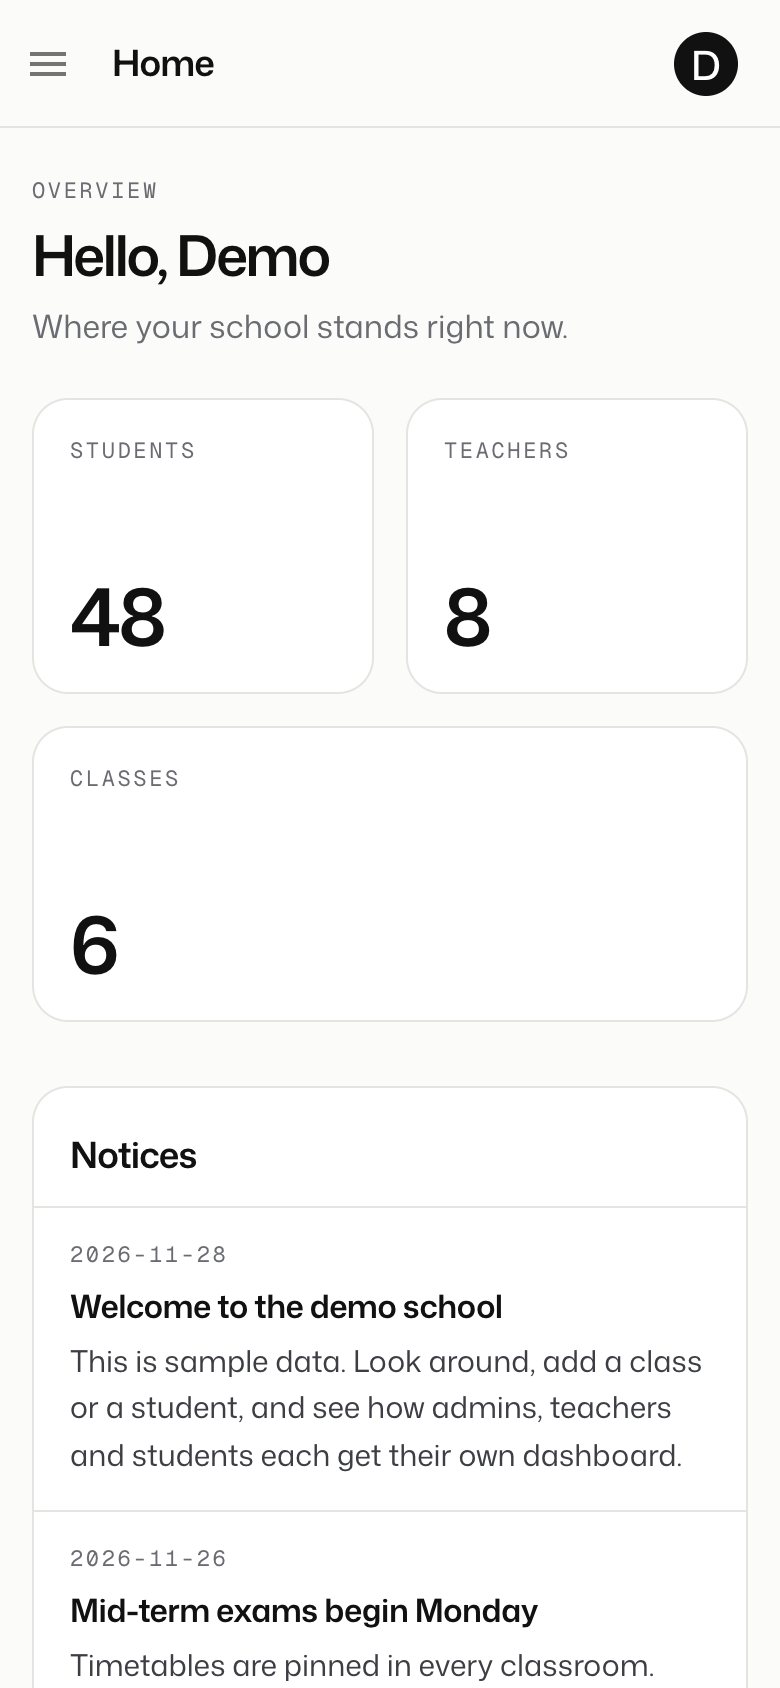 Home
D
OVERVIEW
Hello, Demo
Where your school stands right now.
STUDENTS
48
TEACHERS
8
CLASSES
6
Notices
2026-11-28
Welcome to the demo school
This is sample data. Look around, add a class
or a student, and see how admins, teachers
and students each get their own dashboard.
2026-11-26
Mid-term exams begin Monday
Timetables are pinned in every classroom.